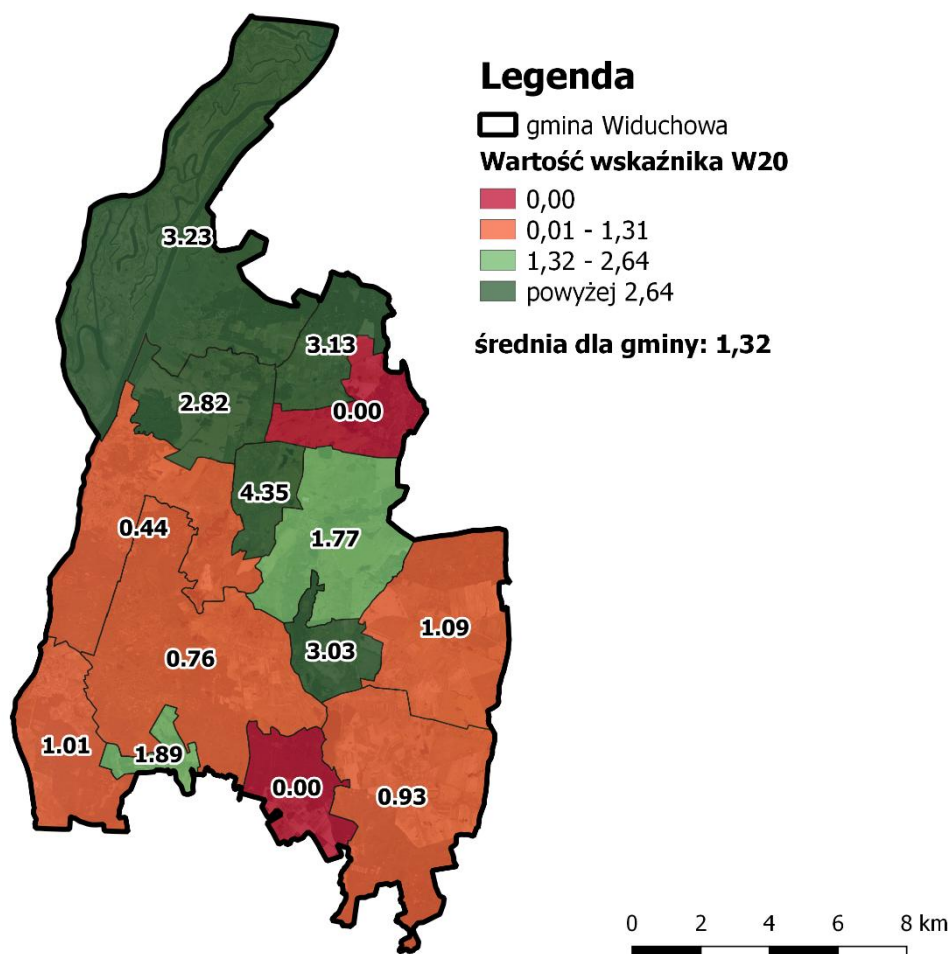 Legenda
gmina Widuchowa
Wartość wskaźnika W20
0,00
0,01 - 1,31
1,32 - 2,64
powyżej 2,64
średnia dla gminy: 1,32
3.23
3.13
2.82
0.00
4.35
0.44
1.77
1.09
3.03
0.76
1.01
1.89
0.00
0.93
0 2 4 6 8 km